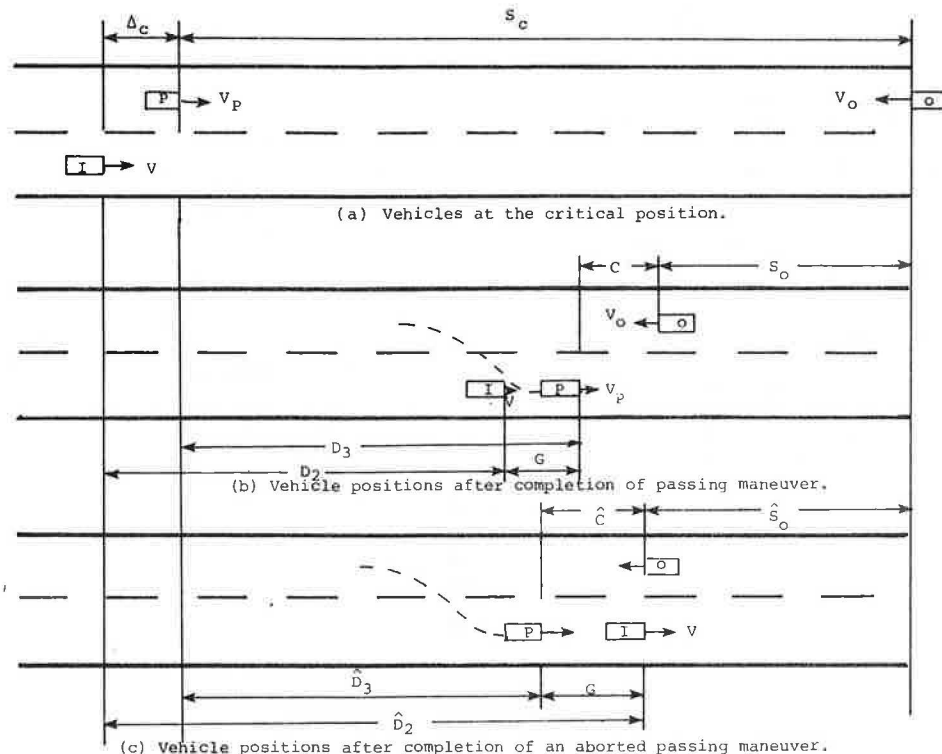 Δc Sc
P VP VO O
I V
(a) Vehicles at the critical position.
C SO
VO O
I V P Vp
D3
D2 G
(b) Vehicle positions after completion of passing maneuver.
Ĉ ŜO
O
P I V
D̂3 G
D̂2
(c) Vehicle positions after completion of an aborted passing maneuver.